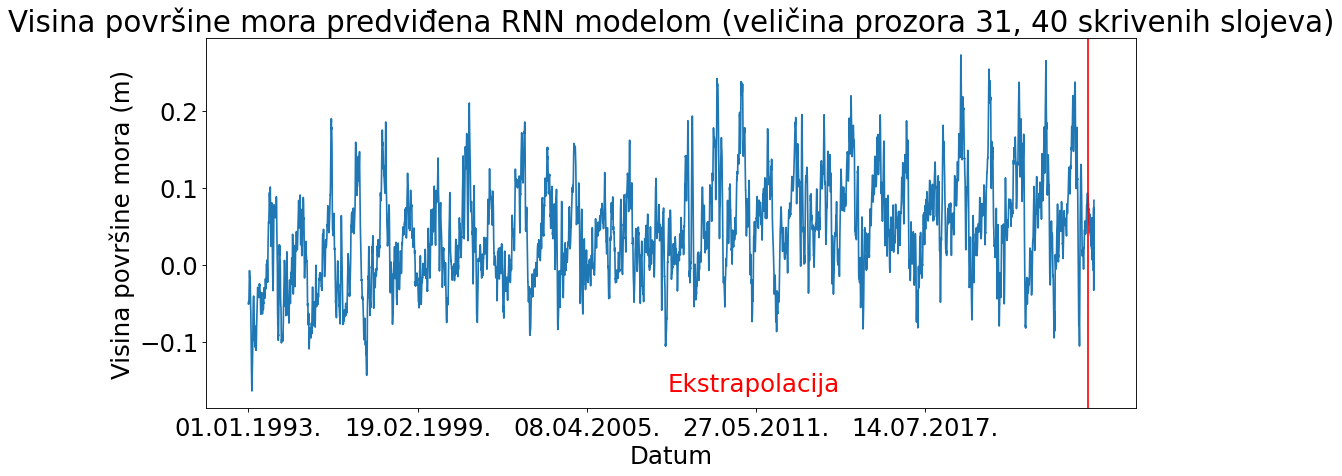 Visina površine mora predviđena RNN modelom (veličina prozora 31, 40 skrivenih slojeva)
Visina površine mora (m)
0.2
0.1
0.0
−0.1
Ekstrapolacija
01.01.1993. 19.02.1999. 08.04.2005. 27.05.2011. 14.07.2017.
Datum